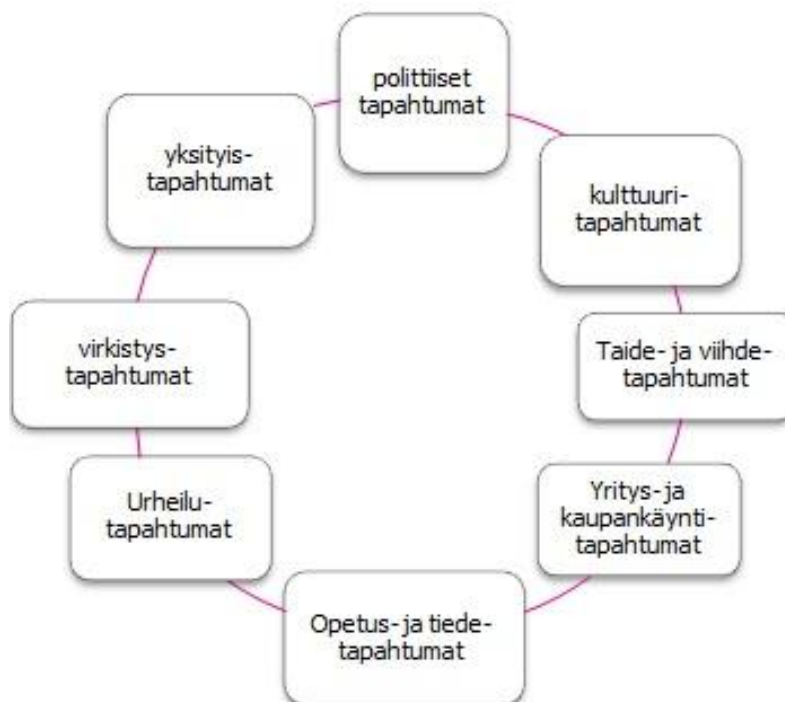 polittiset
tapahtumat
kulttuuri-
tapahtumat
Taide- ja viihde-
tapahtumat
Yritys- ja
kaupankäynti-
tapahtumat
Opetus- ja tiede-
tapahtumat
Urheilu-
tapahtumat
virkistys-
tapahtumat
yksityis-
tapahtumat